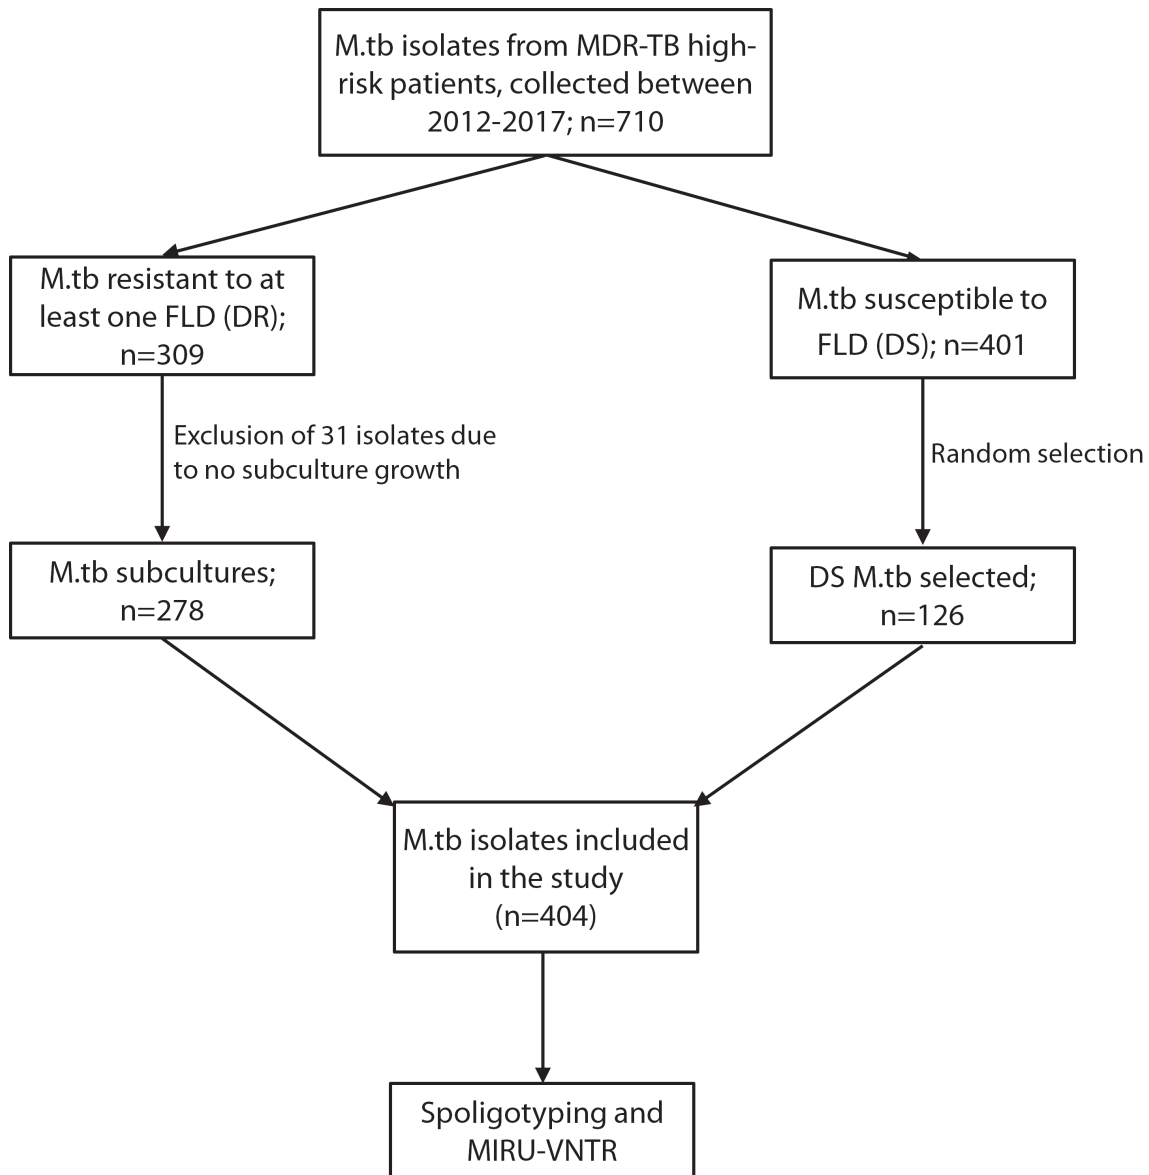 M.tb isolates from MDR-TB high-
risk patients, collected between
2012-2017; n=710
M.tb resistant to at
least one FLD (DR);
n=309
M.tb susceptible to
FLD (DS); n=401
Exclusion of 31 isolates due
to no subculture growth
Random selection
M.tb subcultures;
n=278
DS M.tb selected;
n=126
M.tb isolates included
in the study
(n=404)
Spoligotyping and
MIRU-VNTR